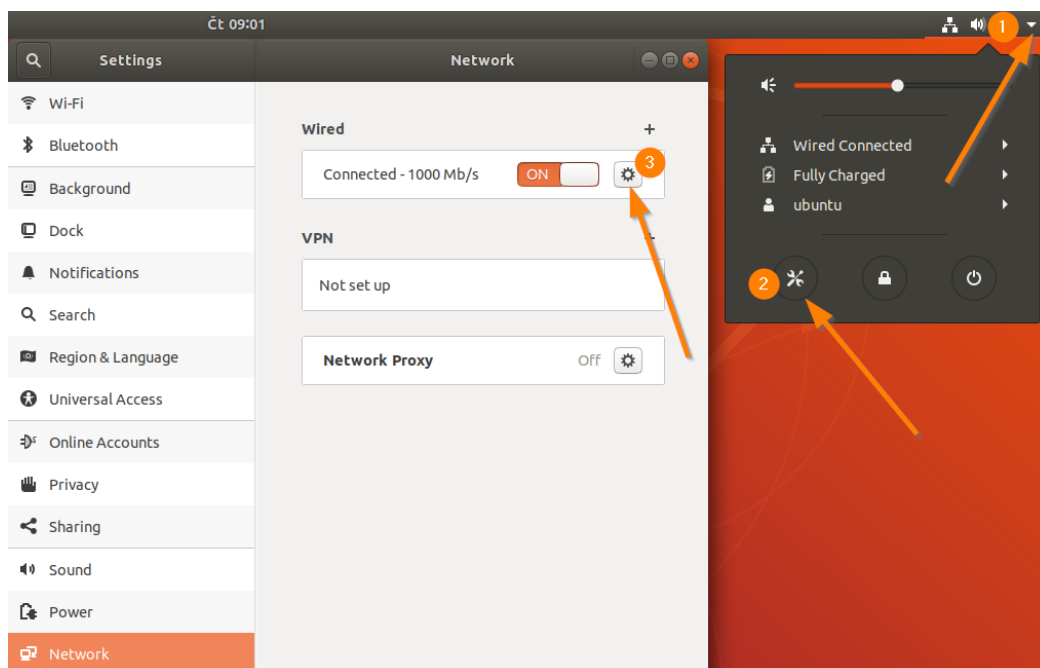 Čt 09:01
1
Settings
Network
Wi-Fi
Bluetooth
Background
Dock
Notifications
Search
Region & Language
Universal Access
Online Accounts
Privacy
Sharing
Sound
Power
Network
Wired
+
Connected - 1000 Mb/s
ON
3
VPN
+
Not set up
Network Proxy
Off
Wired Connected
Fully Charged
ubuntu
2